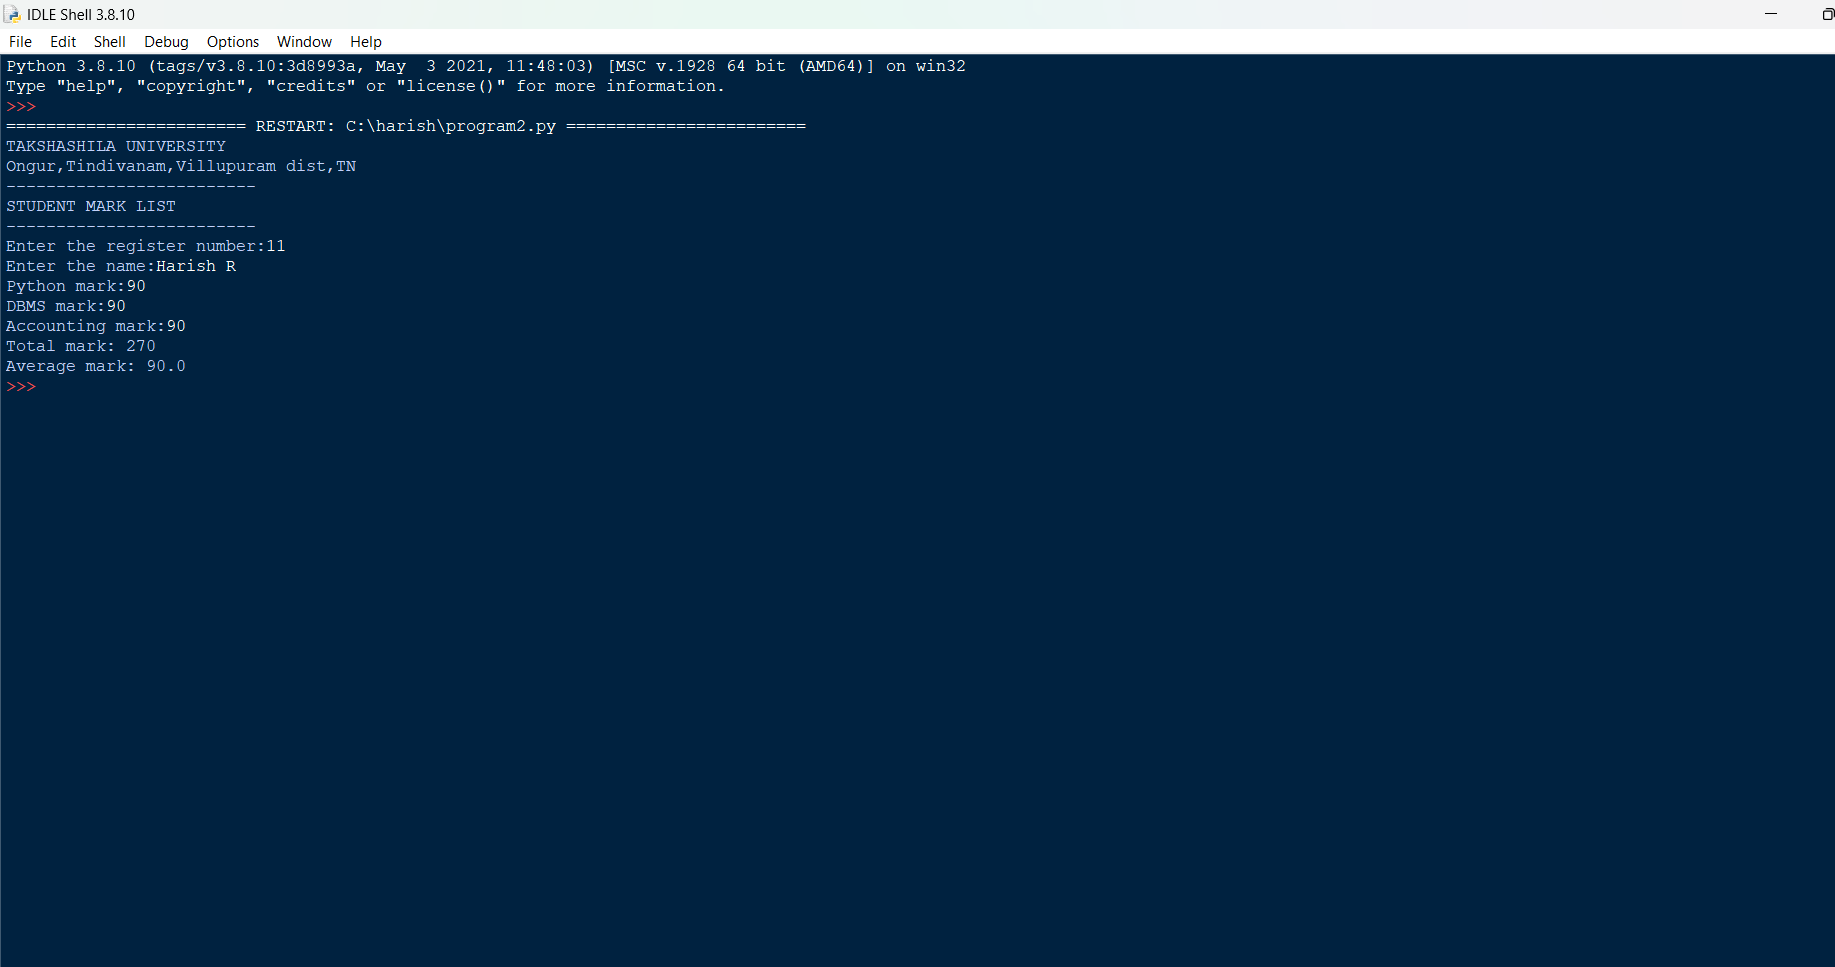 IDLE Shell 3.8.10
File Edit Shell Debug Options Window Help
Python 3.8.10 (tags/v3.8.10:3d8993a, May  3 2021, 11:48:03) [MSC v.1928 64 bit (AMD64)] on win32
Type "help", "copyright", "credits" or "license()" for more information.
>>>
======================== RESTART: C:\harish\program2.py ========================
TAKSHASHILA UNIVERSITY
Ongur,Tindivanam,Villupuram dist,TN
-------------------------
STUDENT MARK LIST
-------------------------
Enter the register number:11
Enter the name:Harish R
Python mark:90
DBMS mark:90
Accounting mark:90
Total mark: 270
Average mark: 90.0
>>>